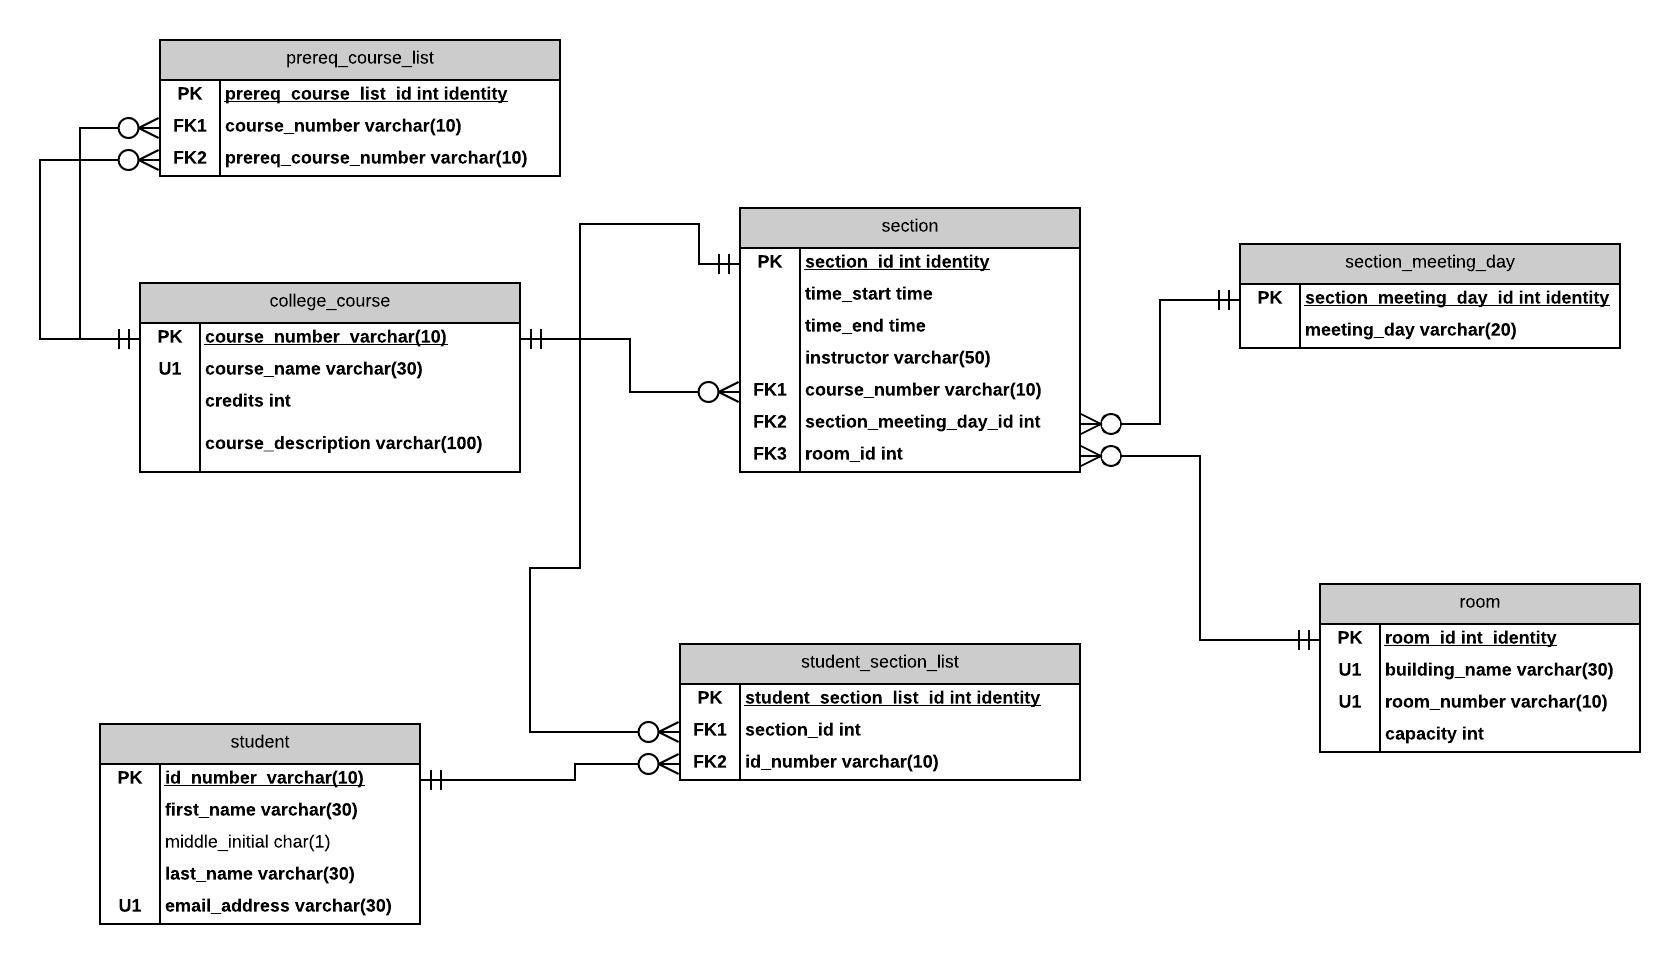 prereq_course_list
PK prereq_course_list_id int identity
FK1 course_number varchar(10)
FK2 prereq_course_number varchar(10)
college_course
PK course_number varchar(10)
U1 course_name varchar(30)
credits int
course_description varchar(100)
section
PK section_id int identity
time_start time
time_end time
instructor varchar(50)
FK1 course_number varchar(10)
FK2 section_meeting_day_id int
FK3 room_id int
section_meeting_day
PK section_meeting_day_id int identity
meeting_day varchar(20)
room
PK room_id int identity
U1 building_name varchar(30)
U1 room_number varchar(10)
capacity int
student_section_list
PK student_section_list_id int identity
FK1 section_id int
FK2 id_number varchar(10)
student
PK id_number varchar(10)
first_name varchar(30)
middle_initial char(1)
last_name varchar(30)
U1 email_address varchar(30)